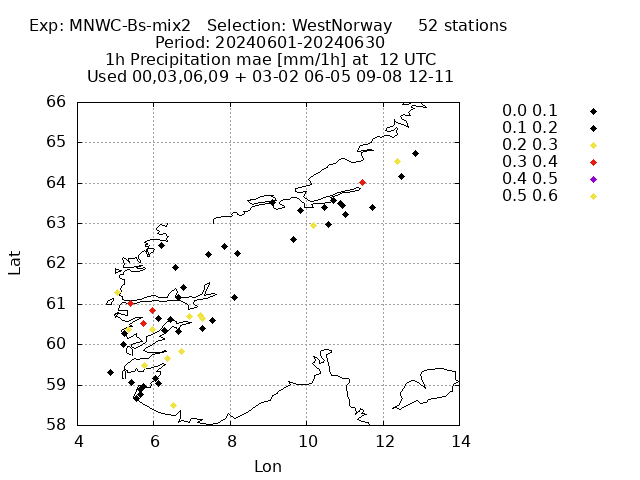 Exp: MNWC-Bs-mix2   Selection: WestNorway     52 stations
Period: 20240601-20240630
1h Precipitation mae [mm/1h] at  12 UTC
Used 00,03,06,09 + 03-02 06-05 09-08 12-11
66
65
64
63
62
61
60
59
58
Lat
4 6 8 10 12 14
Lon
0.0 0.1
0.1 0.2
0.2 0.3
0.3 0.4
0.4 0.5
0.5 0.6